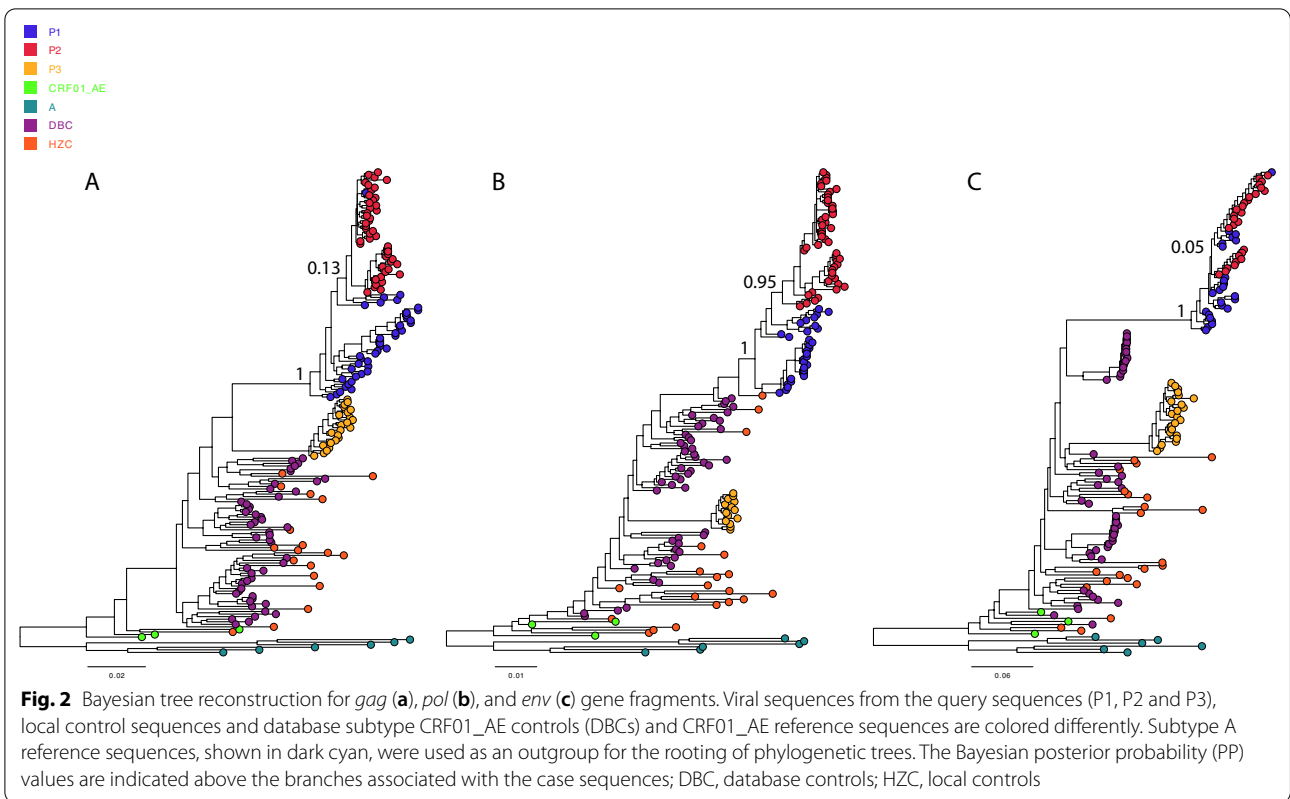 P1
P2
P3
CRF01_AE
A
DBC
HZC
A
B
C
0.13
1
0.95
1
0.05
1
0.02
0.01
0.06
Fig. 2 Bayesian tree reconstruction for gag (a), pol (b), and env (c) gene fragments. Viral sequences from the query sequences (P1, P2 and P3),
local control sequences and database subtype CRF01_AE controls (DBCs) and CRF01_AE reference sequences are colored differently. Subtype A
reference sequences, shown in dark cyan, were used as an outgroup for the rooting of phylogenetic trees. The Bayesian posterior probability (PP)
values are indicated above the branches associated with the case sequences; DBC, database controls; HZC, local controls